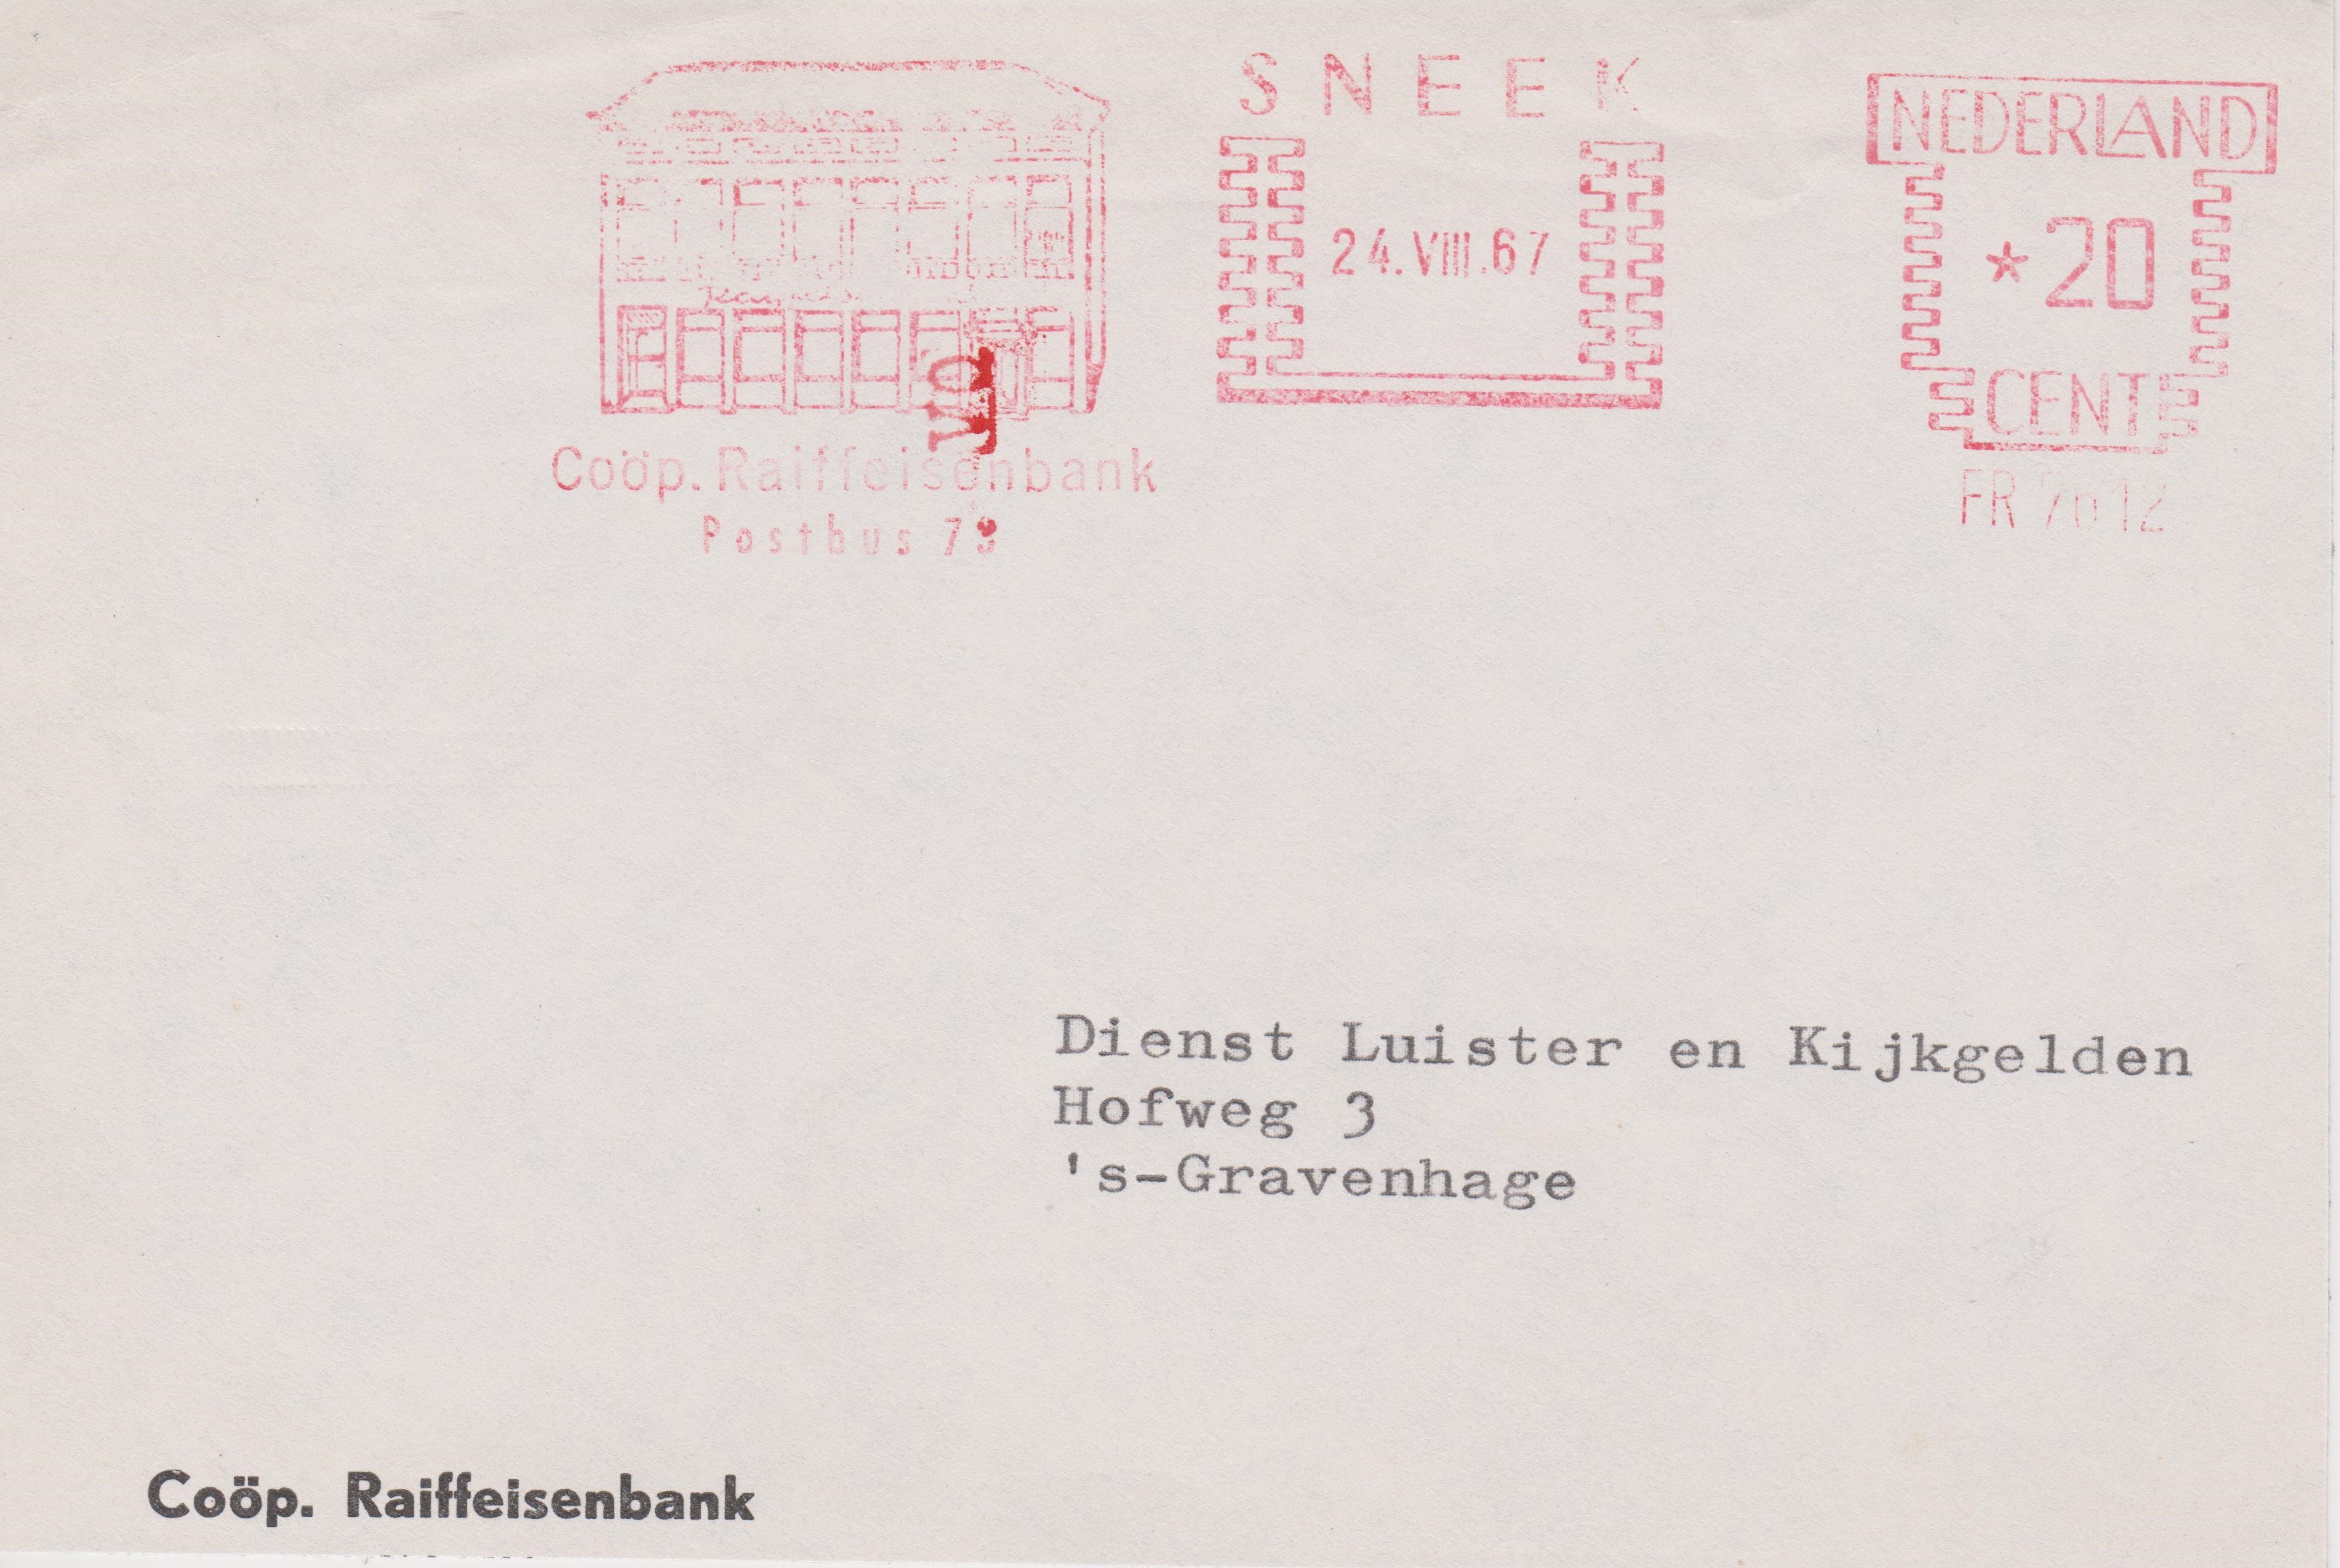 SNEEK
24.VIII.67
NEDERLAND
*20
CENT
Coöp. Raiffeisenbank
Postbus
FR
Dienst Luister en Kijkgelden
Hofweg 3
's-Gravenhage
Coöp. Raiffeisenbank